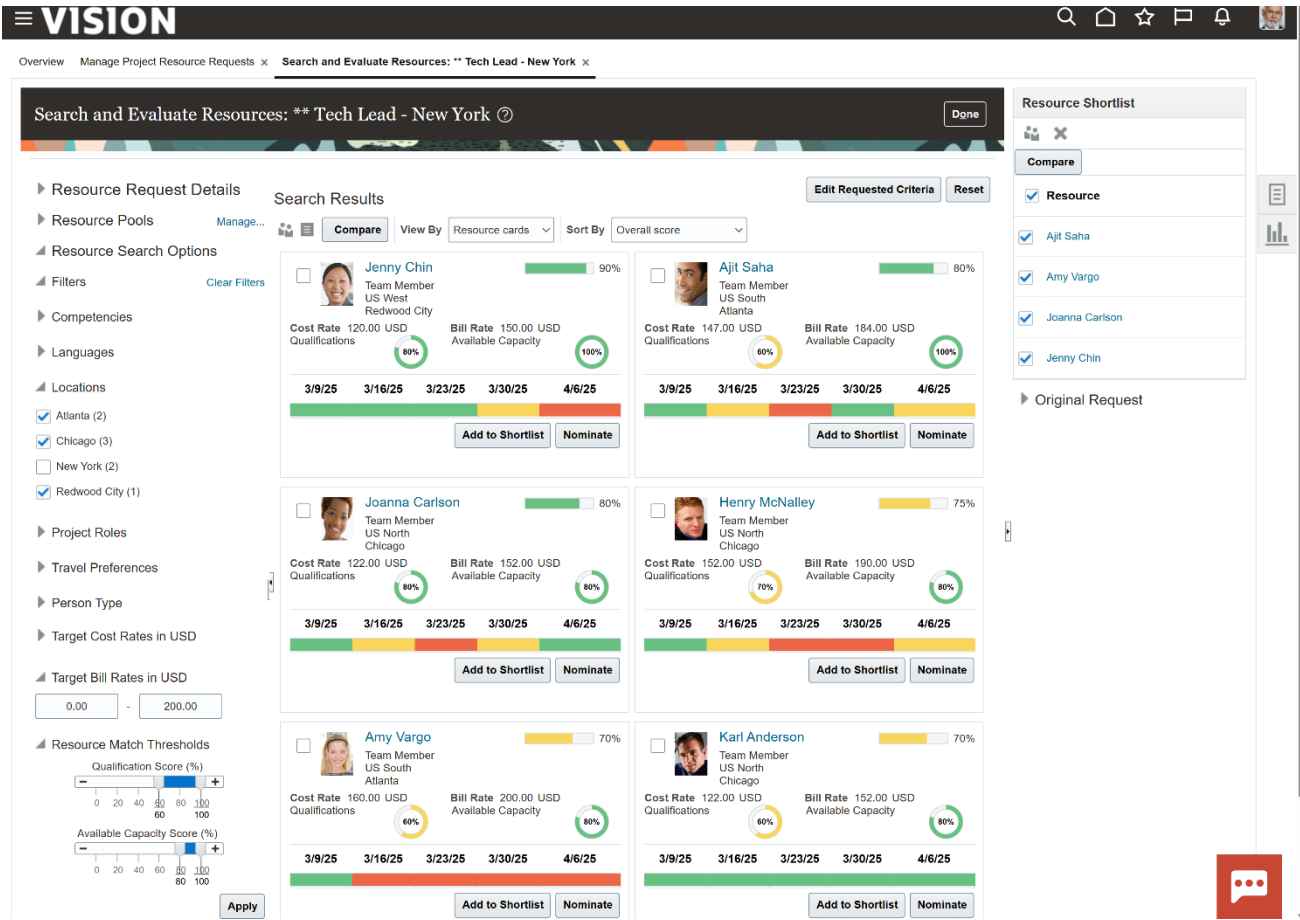 VISION
Overview Manage Project Resource Requests × Search and Evaluate Resources: ** Tech Lead - New York ×
Search and Evaluate Resources: ** Tech Lead - New York ?
Done
Resource Request Details
Resource Pools Manage...
Resource Search Options
Filters Clear Filters
Competencies
Languages
Locations
Atlanta (2)
Chicago (3)
New York (2)
Redwood City (1)
Project Roles
Travel Preferences
Person Type
Target Cost Rates in USD
Target Bill Rates in USD
0.00 - 200.00
Resource Match Thresholds
Qualification Score (%)
− +
0 20 40 60 80 100
60 100
Available Capacity Score (%)
− +
0 20 40 60 80 100
80 100
Apply
Search Results
Edit Requested Criteria Reset
Compare View By Resource cards Sort By Overall score
Jenny Chin 90%
Team Member
US West
Redwood City
Cost Rate 120.00 USD Bill Rate 150.00 USD
Qualifications 80% Available Capacity 100%
3/9/25 3/16/25 3/23/25 3/30/25 4/6/25
Add to Shortlist Nominate
Ajit Saha 80%
Team Member
US South
Atlanta
Cost Rate 147.00 USD Bill Rate 184.00 USD
Qualifications 60% Available Capacity 100%
3/9/25 3/16/25 3/23/25 3/30/25 4/6/25
Add to Shortlist Nominate
Joanna Carlson 80%
Team Member
US North
Chicago
Cost Rate 122.00 USD Bill Rate 152.00 USD
Qualifications 80% Available Capacity 80%
3/9/25 3/16/25 3/23/25 3/30/25 4/6/25
Add to Shortlist Nominate
Henry McNalley 75%
Team Member
US North
Chicago
Cost Rate 152.00 USD Bill Rate 190.00 USD
Qualifications 70% Available Capacity 80%
3/9/25 3/16/25 3/23/25 3/30/25 4/6/25
Add to Shortlist Nominate
Amy Vargo 70%
Team Member
US South
Atlanta
Cost Rate 160.00 USD Bill Rate 200.00 USD
Qualifications 60% Available Capacity 80%
3/9/25 3/16/25 3/23/25 3/30/25 4/6/25
Add to Shortlist Nominate
Karl Anderson 70%
Team Member
US North
Chicago
Cost Rate 122.00 USD Bill Rate 152.00 USD
Qualifications 60% Available Capacity 80%
3/9/25 3/16/25 3/23/25 3/30/25 4/6/25
Add to Shortlist Nominate
Resource Shortlist
Compare
Resource
Ajit Saha
Amy Vargo
Joanna Carlson
Jenny Chin
Original Request